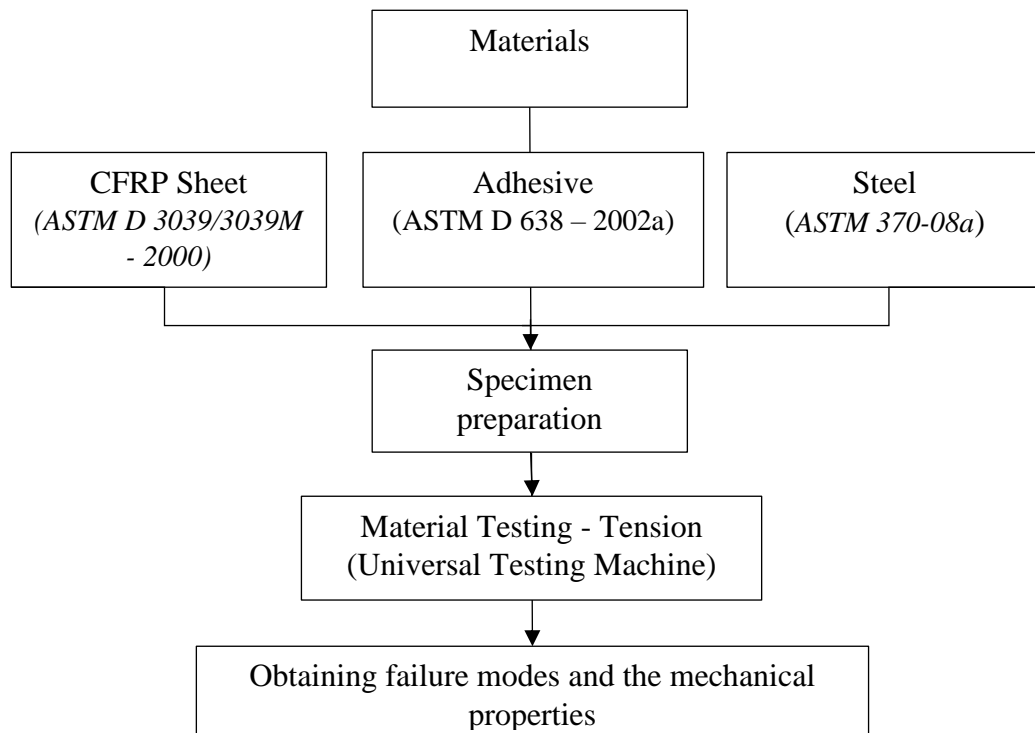 Materials
CFRP Sheet
(ASTM D 3039/3039M
- 2000)
Adhesive
(ASTM D 638 – 2002a)
Steel
(ASTM 370-08a)
Specimen
preparation
Material Testing - Tension
(Universal Testing Machine)
Obtaining failure modes and the mechanical
properties